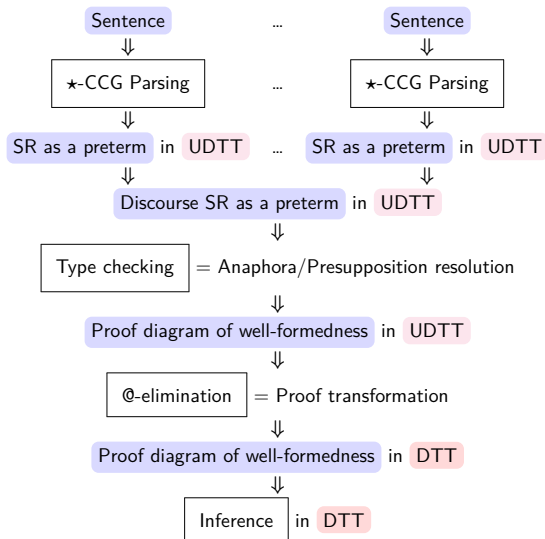 Sentence ... Sentence
⇓ ⇓
★-CCG Parsing ... ★-CCG Parsing
⇓ ⇓
SR as a preterm in UDTT ... SR as a preterm in UDTT
⇓ ⇓
Discourse SR as a preterm in UDTT
⇓
Type checking = Anaphora/Presupposition resolution
⇓
Proof diagram of well-formedness in UDTT
⇓
@-elimination = Proof transformation
⇓
Proof diagram of well-formedness in DTT
⇓
Inference in DTT